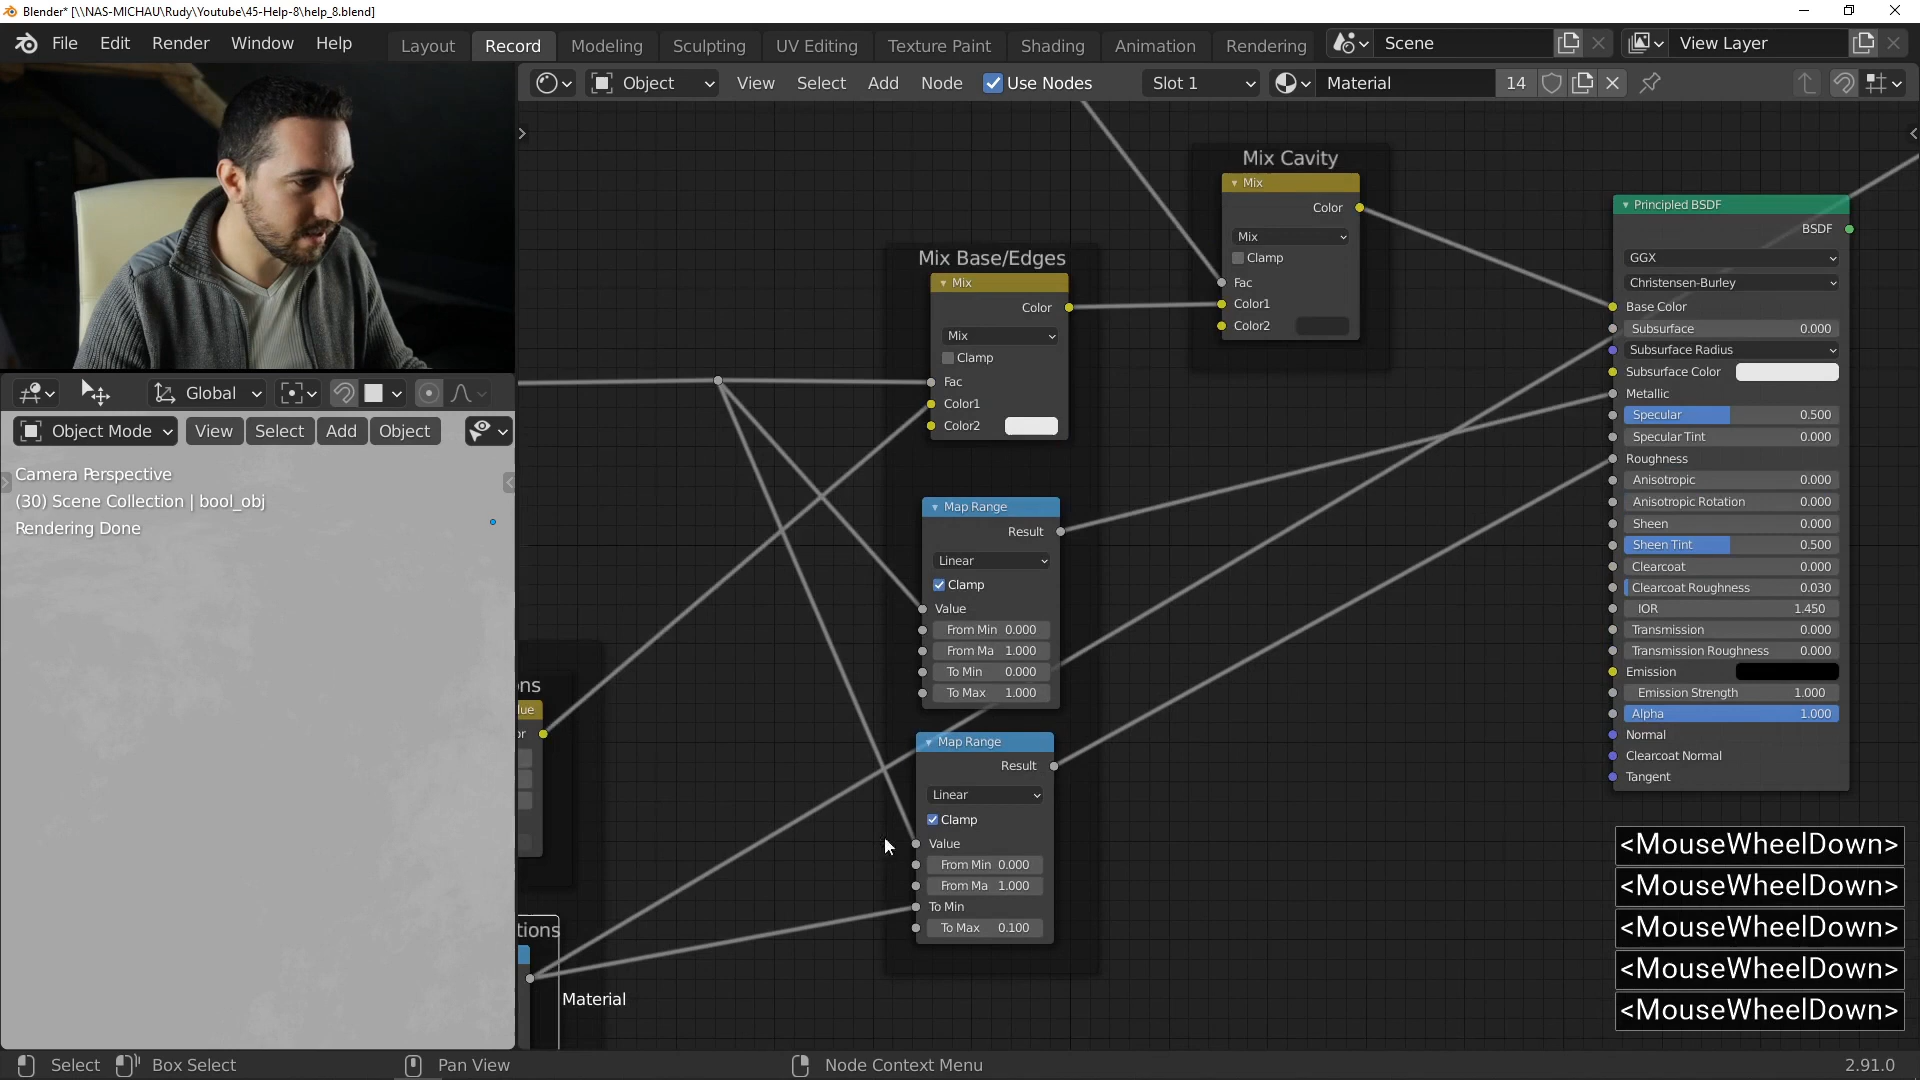 Blender* [\\NAS-MICHAU\Rudy\Youtube\45-Help-8\help_8.blend]
File Edit Render Window Help
Layout Record Modeling Sculpting UV Editing Texture Paint Shading Animation Rendering
Scene
View Layer
Object View Select Add Node Use Nodes Slot 1 Material 14
Mix Cavity
Mix
Color
Mix
Clamp
Fac
Color1
Color2
Mix Base/Edges
Mix
Color
Mix
Clamp
Fac
Color1
Color2
Map Range
Result
Linear
Clamp
Value
From Min 0.000
From Ma 1.000
To Min 0.000
To Max 1.000
Map Range
Result
Linear
Clamp
Value
From Min 0.000
From Ma 1.000
To Min
To Max 0.100
Principled BSDF
BSDF
GGX
Christensen-Burley
Base Color
Subsurface 0.000
Subsurface Radius
Subsurface Color
Metallic
Specular 0.500
Specular Tint 0.000
Roughness
Anisotropic 0.000
Anisotropic Rotation 0.000
Sheen 0.000
Sheen Tint 0.500
Clearcoat 0.000
Clearcoat Roughness 0.030
IOR 1.450
Transmission 0.000
Transmission Roughness 0.000
Emission
Emission Strength 1.000
Alpha 1.000
Normal
Clearcoat Normal
Tangent
Global
Object Mode View Select Add Object
Camera Perspective
(30) Scene Collection | bool_obj
Rendering Done
ons
lue
or
tions
Material
<MouseWheelDown>
<MouseWheelDown>
<MouseWheelDown>
<MouseWheelDown>
<MouseWheelDown>
Select Box Select Pan View Node Context Menu 2.91.0